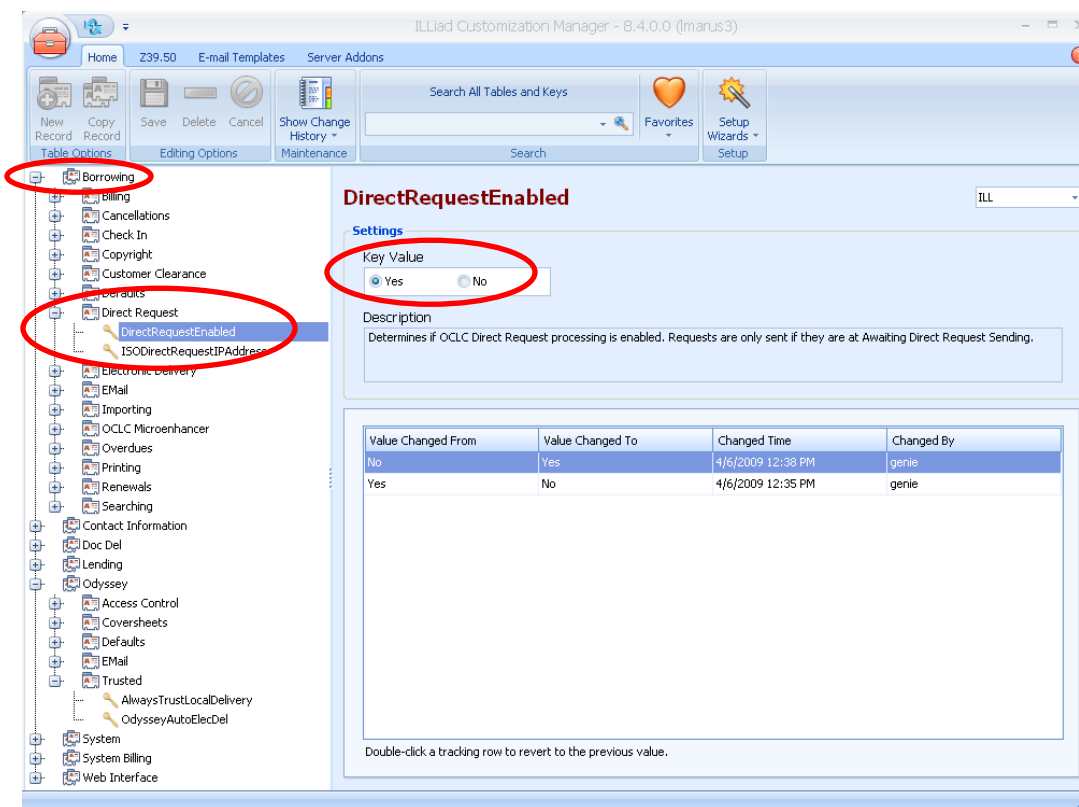 ILLiad Customization Manager - 8.4.0.0 (lmarus3)
Home Z39.50 E-mail Templates Server Addons
New Record
Copy Record
Save Delete Cancel
Show Change History
Search All Tables and Keys
Favorites
Setup Wizards
Table Options Editing Options Maintenance Search Setup
Borrowing
Billing
Cancellations
Check In
Copyright
Customer Clearance
Defaults
Direct Request
DirectRequestEnabled
ISODirectRequestIPAddress
Electronic Delivery
EMail
Importing
OCLC Microenhancer
Overdues
Printing
Renewals
Searching
Contact Information
Doc Del
Lending
Odyssey
Access Control
Coversheets
Defaults
EMail
Trusted
AlwaysTrustLocalDelivery
OdysseyAutoElecDel
System
System Billing
Web Interface
DirectRequestEnabled
ILL
Settings
Key Value
Yes No
Description
Determines if OCLC Direct Request processing is enabled. Requests are only sent if they are at Awaiting Direct Request Sending.
Value Changed From Value Changed To Changed Time Changed By
No Yes 4/6/2009 12:38 PM genie
Yes No 4/6/2009 12:35 PM genie
Double-click a tracking row to revert to the previous value.